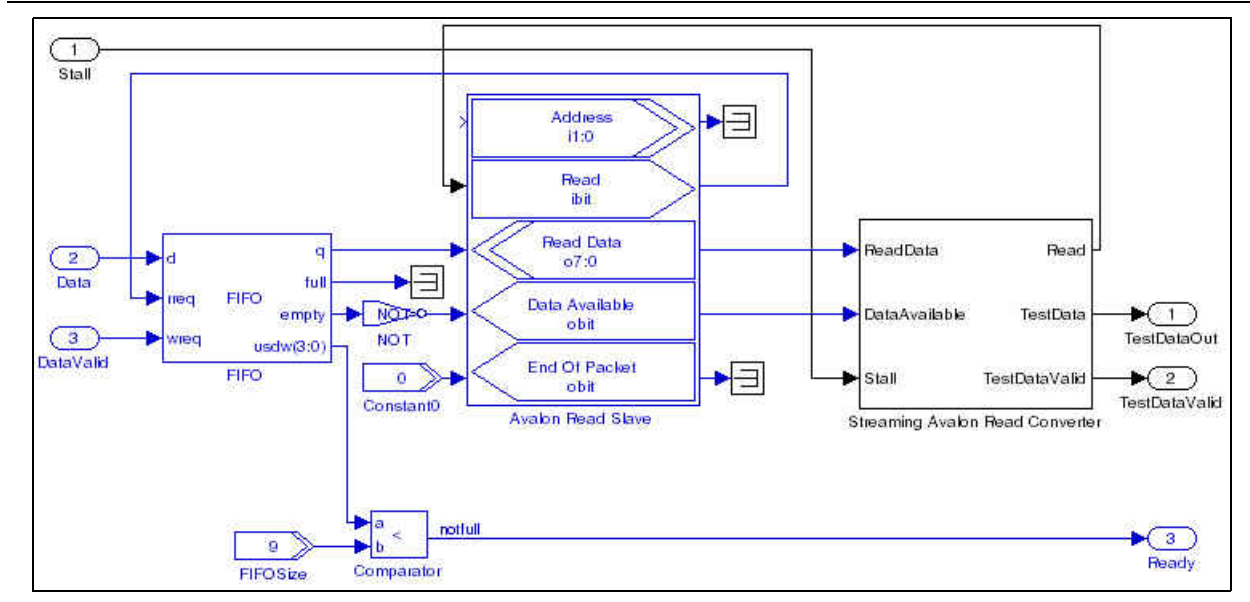 1
Stall
Address
i1:0
Read
ibit
2
Data
d
q
Read Data
o7:0
ReadData
Read
full
rreq
FIFO
empty
NOT
NOT
Data Available
obit
DataAvailable
TestData
1
TestDataOut
3
DataValid
wreq
usdw(3:0)
FIFO
0
Constant0
End Of Packet
obit
Stall
TestDataValid
2
TestDataValid
Avalon Read Slave
Streaming Avalon Read Converter
a
<
b
notfull
9
FIFOSize
Comparator
3
Ready